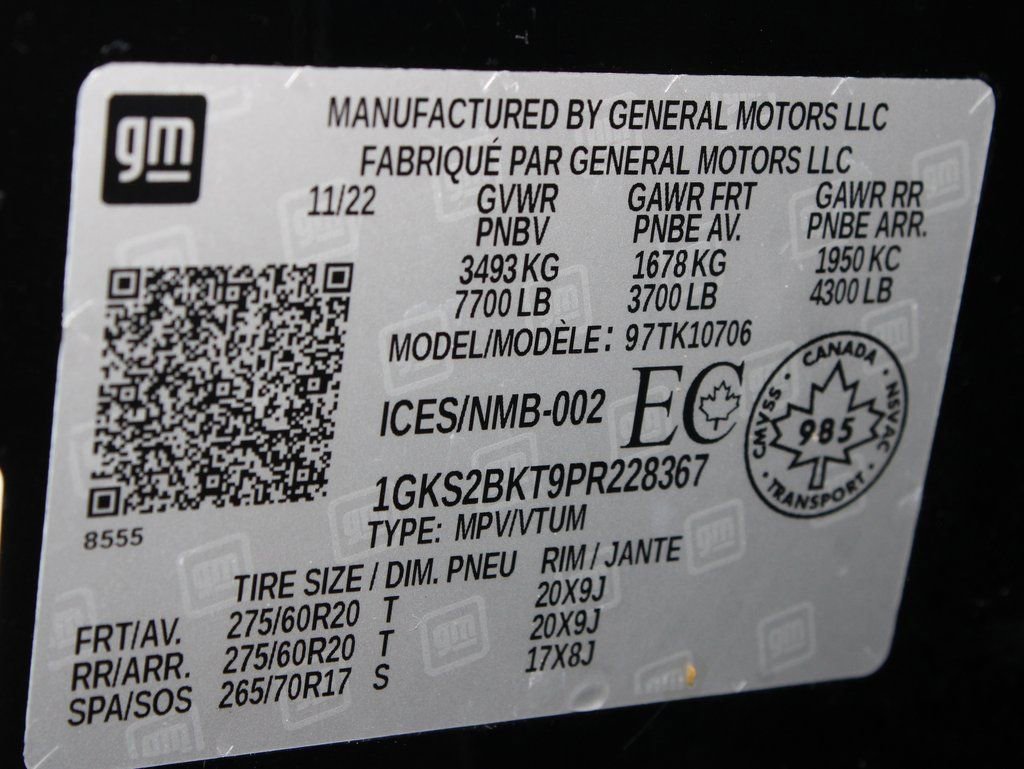 gm
MANUFACTURED BY GENERAL MOTORS LLC
FABRIQUÉ PAR GENERAL MOTORS LLC
11/22 GVWR GAWR FRT GAWR RR
PNBV PNBE AV. PNBE ARR.
3493 KG 1678 KG 1950 KC
7700 LB 3700 LB 4300 LB
MODEL/MODÈLE: 97TK10706
ICES/NMB-002 EC
CANADA
CMVSS 985 NSVAC
TRANSPORT
1GKS2BKT9PR228367
8555
TYPE: MPV/VTUM
TIRE SIZE / DIM. PNEU RIM / JANTE
FRT/AV. 275/60R20 T 20X9J
RR/ARR. 275/60R20 T 20X9J
SPA/SOS 265/70R17 S 17X8J